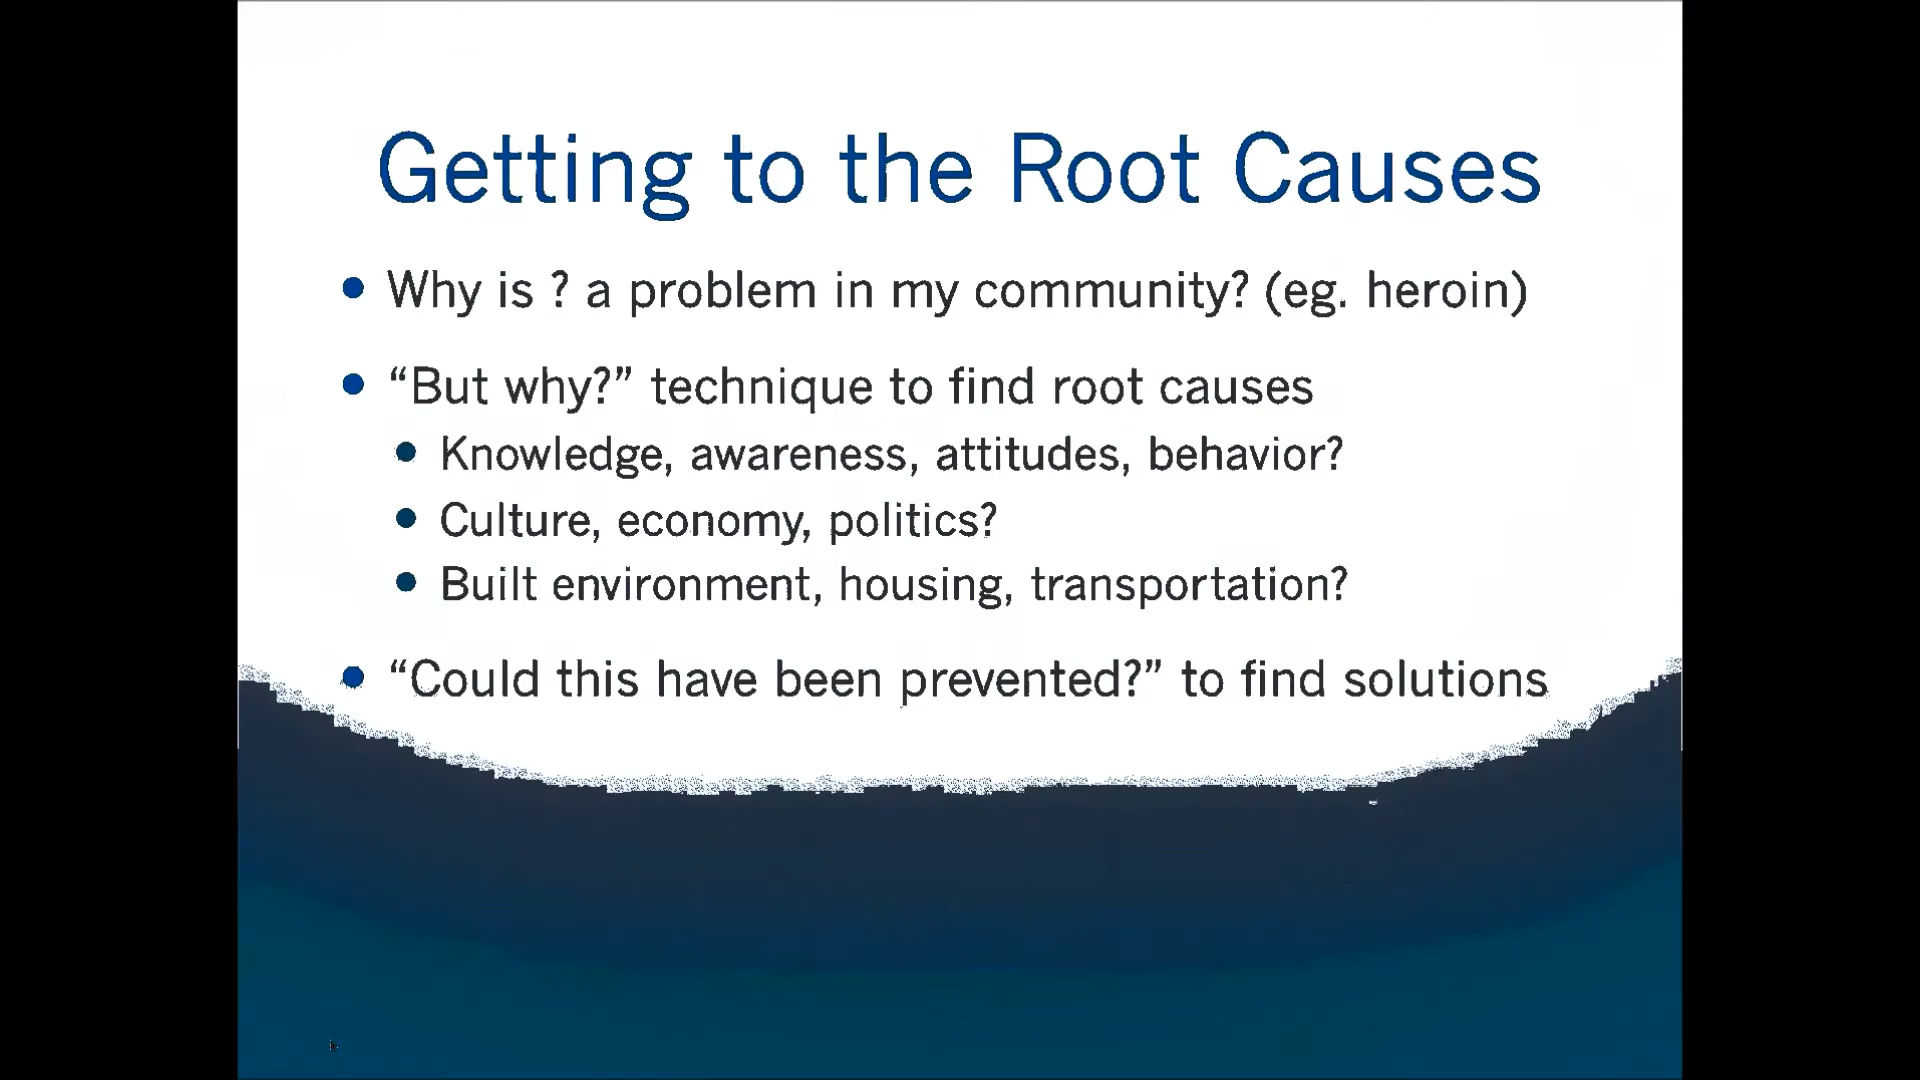 Getting to the Root Causes
Why is ? a problem in my community? (eg. heroin)
“But why?” technique to find root causes
Knowledge, awareness, attitudes, behavior?
Culture, economy, politics?
Built environment, housing, transportation?
“Could this have been prevented?” to find solutions